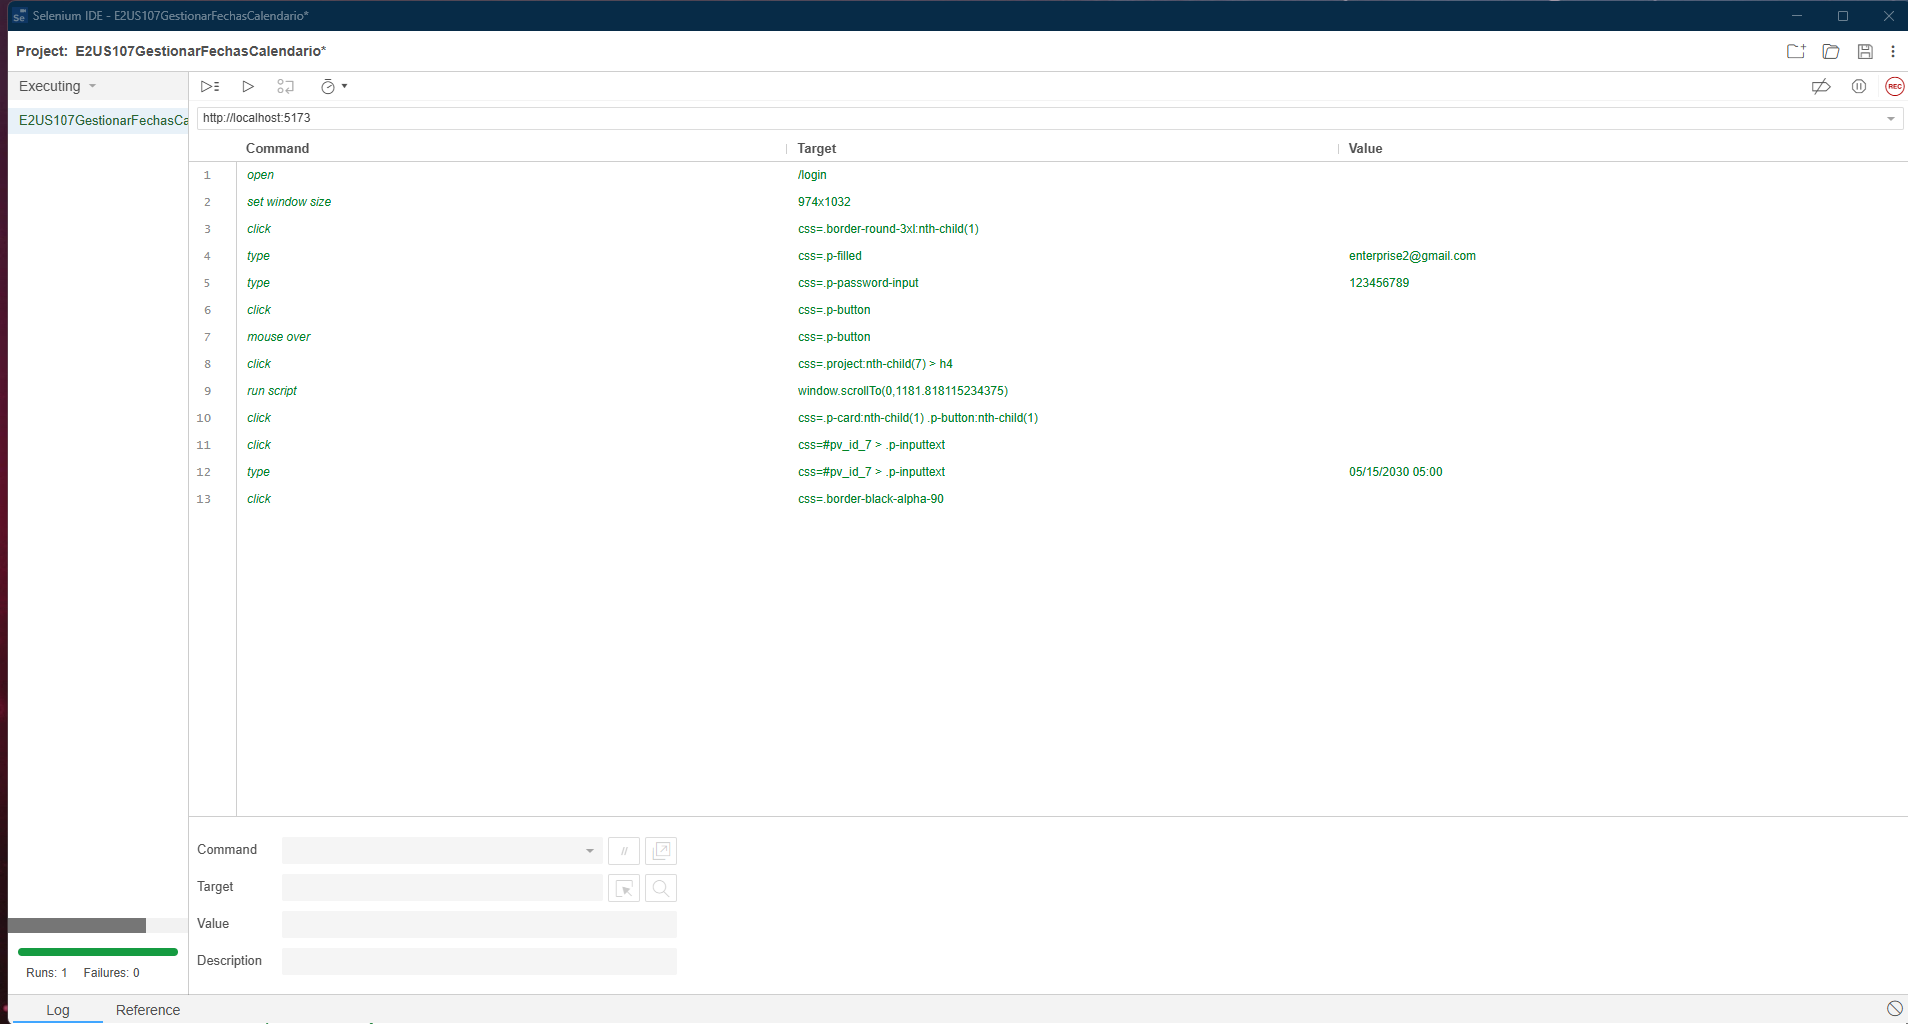 Selenium IDE - E2US107GestionarFechasCalendario*
Project: E2US107GestionarFechasCalendario*
Executing
REC
E2US107GestionarFechasCa
http://localhost:5173
Command Target Value
1 open /login
2 set window size 974x1032
3 click css=.border-round-3xl:nth-child(1)
4 type css=.p-filled enterprise2@gmail.com
5 type css=.p-password-input 123456789
6 click css=.p-button
7 mouse over css=.p-button
8 click css=.project:nth-child(7) > h4
9 run script window.scrollTo(0,1181.818115234375)
10 click css=.p-card:nth-child(1) .p-button:nth-child(1)
11 click css=#pv_id_7 > .p-inputtext
12 type css=#pv_id_7 > .p-inputtext 05/15/2030 05:00
13 click css=.border-black-alpha-90
Command //
Target
Value
Description
Runs: 1 Failures: 0
Log Reference